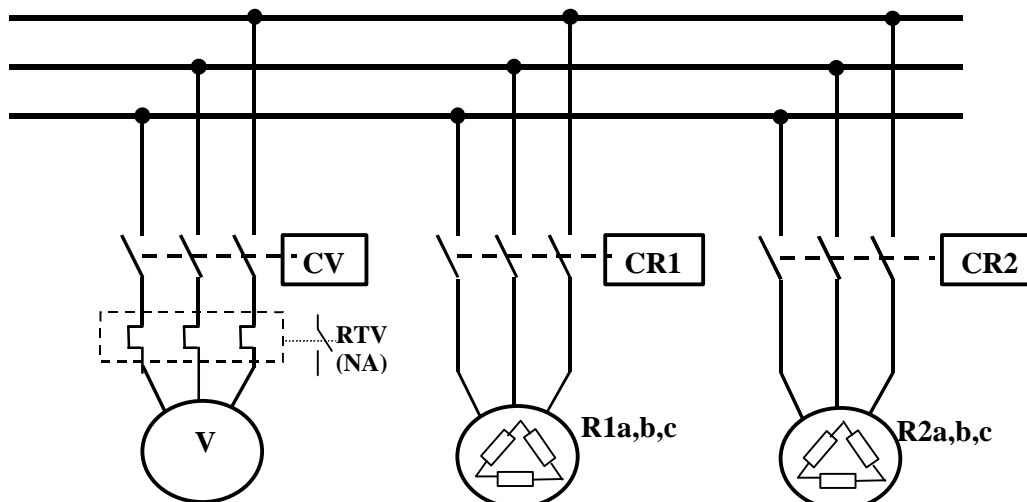 CV
CR1
CR2
RTV
(NA)
V
R1a,b,c
R2a,b,c